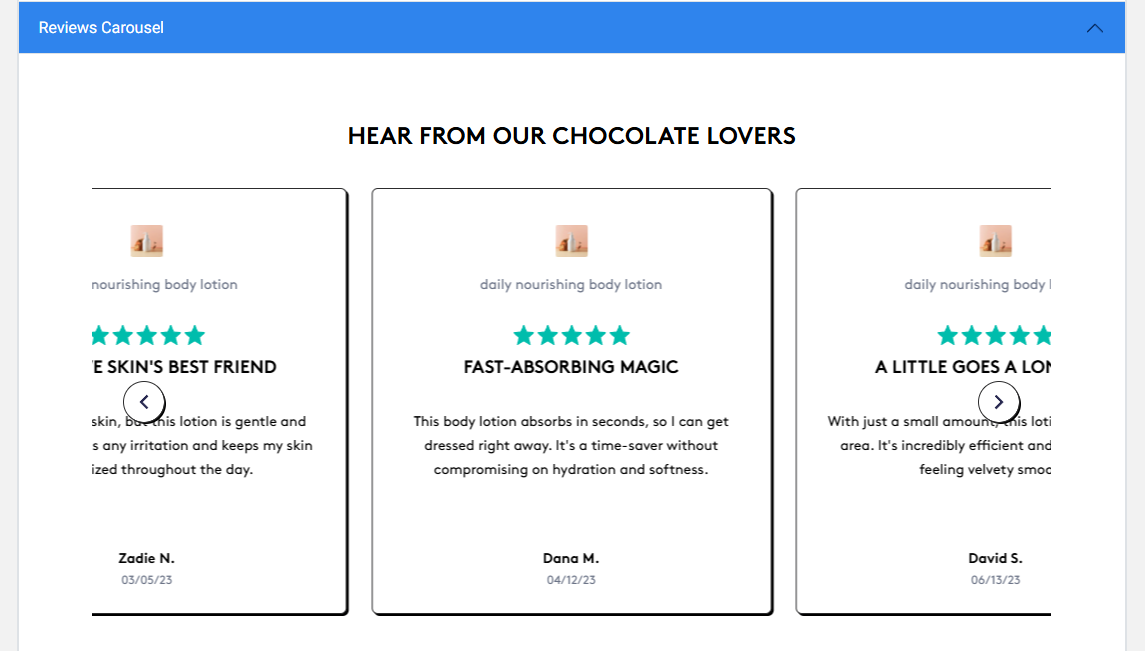 Reviews Carousel
HEAR FROM OUR CHOCOLATE LOVERS
nourishing body lotion
E SKIN'S BEST FRIEND
skin, but this lotion is gentle and
s any irritation and keeps my skin
ized throughout the day.
Zadie N.
03/05/23
daily nourishing body lotion
FAST-ABSORBING MAGIC
This body lotion absorbs in seconds, so I can get
dressed right away. It's a time-saver without
compromising on hydration and softness.
Dana M.
04/12/23
daily nourishing body l
A LITTLE GOES A LON
With just a small amount, this loti
area. It's incredibly efficient and
feeling velvety smoo
David S.
06/13/23